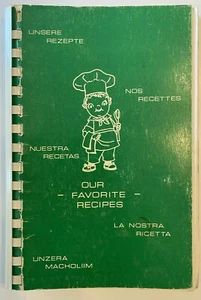 UNSERE
REZEPTE
NOS
RECETTES
NUESTRA
RECETAS
OUR
- FAVORITE -
RECIPES
LA NOSTRA
RICETTA
UNZERA
MACHOLIIM